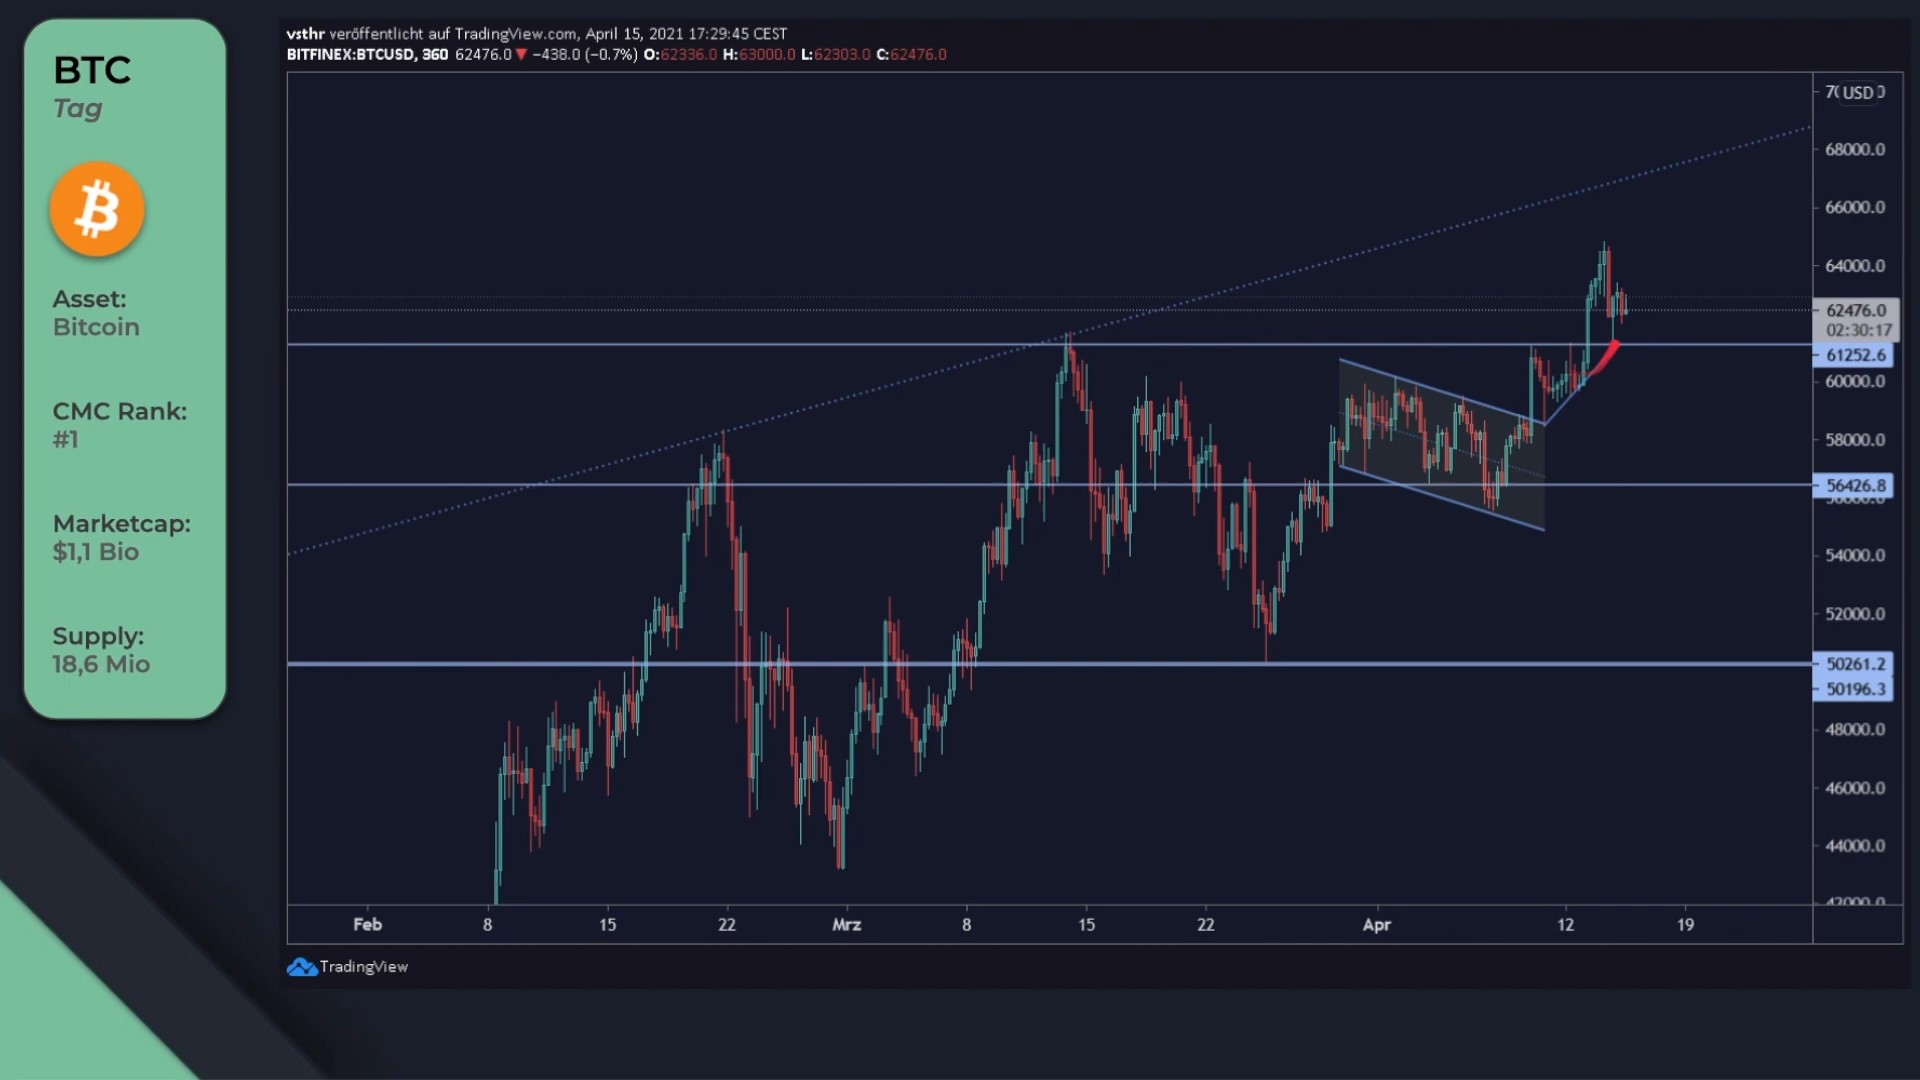 BTC
Tag
Asset:
Bitcoin
CMC Rank:
#1
Marketcap:
$1,1 Bio
Supply:
18,6 Mio
vsthr veröffentlicht auf TradingView.com, April 15, 2021 17:29:45 CEST
BITFINEX:BTCUSD, 360 62476.0 ▼ −438.0 (−0.7%) O:62336.0 H:63000.0 L:62303.0 C:62476.0
USD
68000.0
66000.0
64000.0
62476.0
02:30:17
61252.6
60000.0
58000.0
56426.8
54000.0
52000.0
50261.2
50196.3
48000.0
46000.0
44000.0
Feb 8 15 22 Mrz 8 15 22 Apr 12 19
TradingView